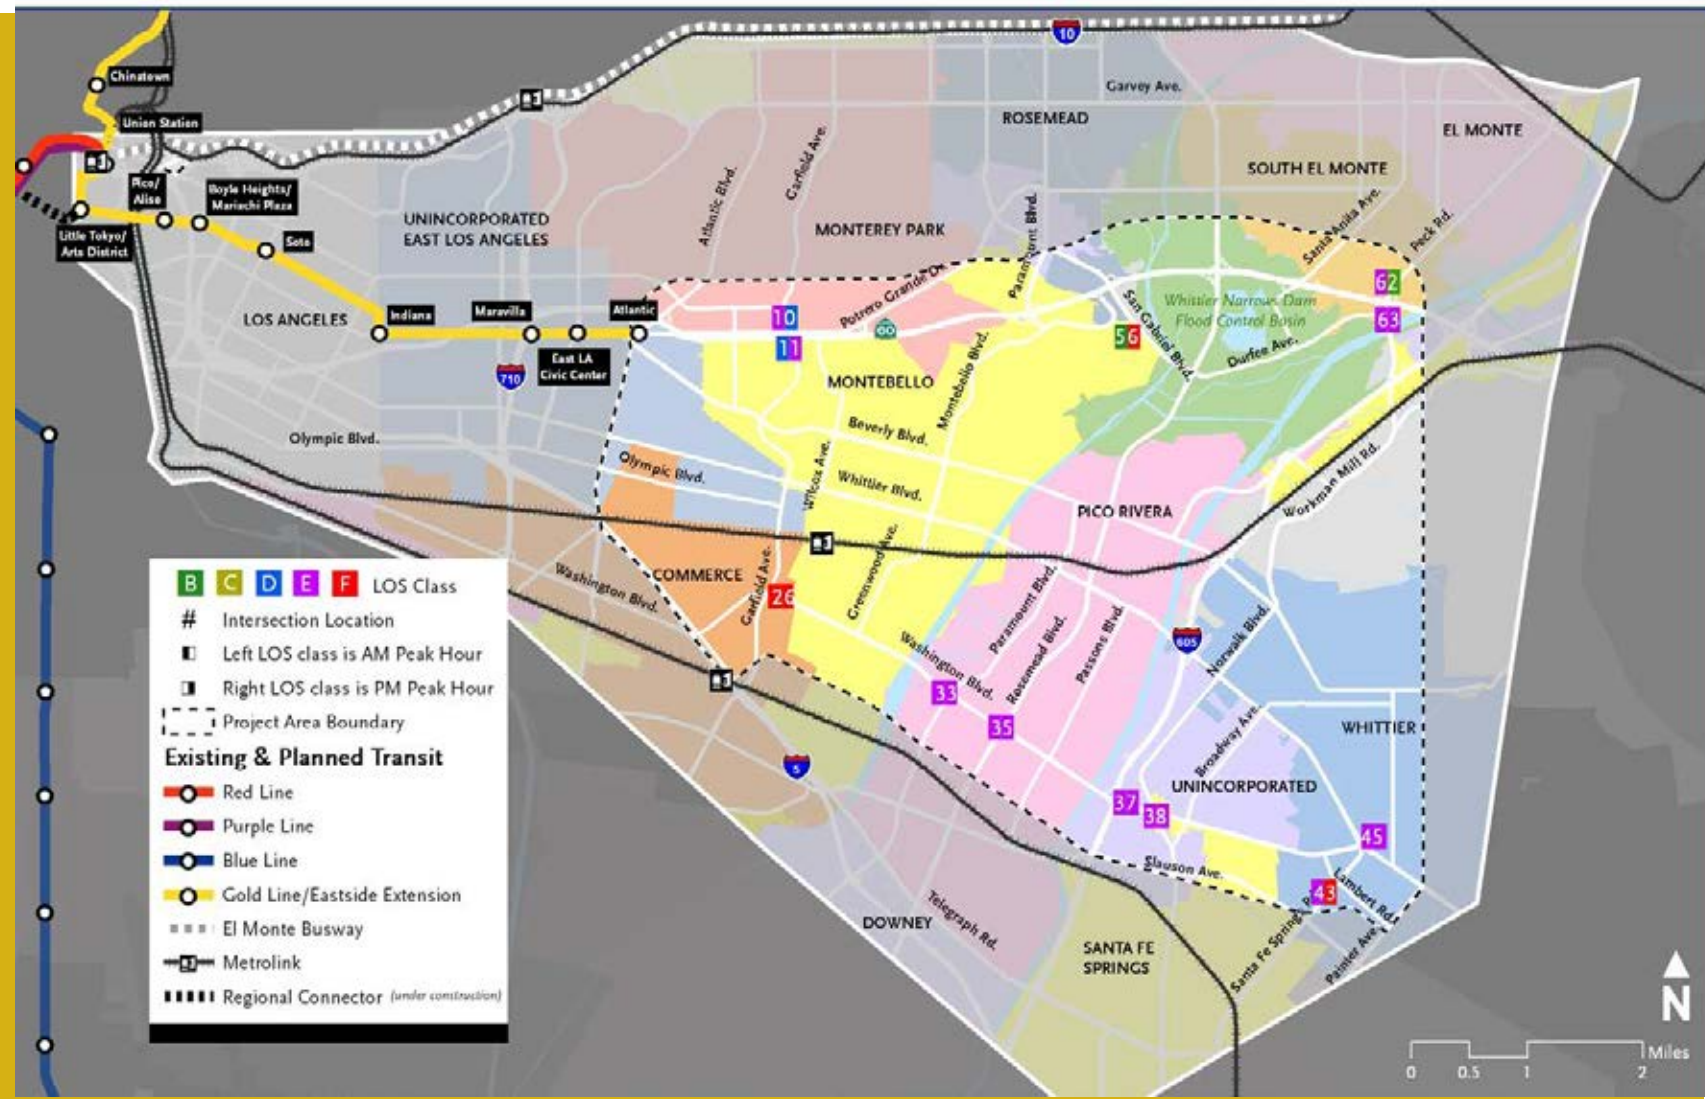 Chinatown
Union Station
Pico/
Aliso
Boyle Heights/
Mariachi Plaza
Little Tokyo/
Arts District
Soto
Indiana
Maravilla
East LA
Civic Center
Atlantic
10
710
60
605
5
UNINCORPORATED
EAST LOS ANGELES
LOS ANGELES
MONTEREY PARK
ROSEMEAD
Garvey Ave.
EL MONTE
SOUTH EL MONTE
Atlantic Blvd.
Garfield Ave.
Potrero Grande Dr.
Paramount Blvd.
San Gabriel Blvd.
Santa Anita Ave.
Peck Rd.
Whittier Narrows Dam
Flood Control Basin
Durfee Ave.
10
11
56
62
63
MONTEBELLO
Montebello Blvd.
Beverly Blvd.
Whittier Blvd.
Wilcox Ave.
Olympic Blvd.
Olympic Blvd.
Greenwood Ave.
Garfield Ave.
COMMERCE
26
Washington Blvd.
Washington Blvd.
PICO RIVERA
Workman Mill Rd.
Paramount Blvd.
Rosemead Blvd.
Passons Blvd.
Norwalk Blvd.
Broadway Ave.
33
35
37
38
45
43
WHITTIER
UNINCORPORATED
Slauson Ave.
Lambert Rd.
Painter Ave.
Telegraph Rd.
DOWNEY
SANTA FE
SPRINGS
B C D E F LOS Class
# Intersection Location
Left LOS class is AM Peak Hour
Right LOS class is PM Peak Hour
Project Area Boundary
Existing & Planned Transit
Red Line
Purple Line
Blue Line
Gold Line/Eastside Extension
El Monte Busway
Metrolink
Regional Connector (under construction)
N
Miles
0 0.5 1 2